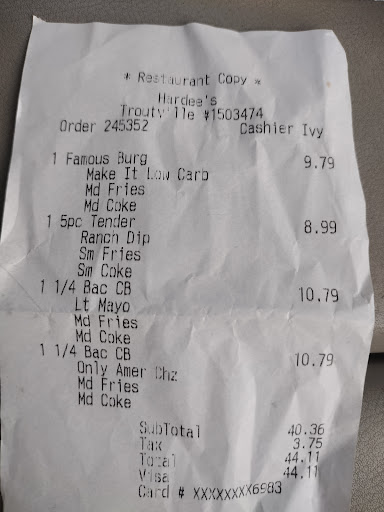 * Restaurant Copy *
Hardee's
Troutville #1503474
Order 245352 Cashier Ivy
1 Famous Burg 9.79
Make It Low Carb
Md Fries
Md Coke
1 5pc Tender 8.99
Ranch Dip
Sm Fries
Sm Coke
1 1/4 Bac CB 10.79
Lt Mayo
Md Fries
Md Coke
1 1/4 Bac CB 10.79
Only Amer Chz
Md Fries
Md Coke
SubTotal 40.36
Tax 3.75
Total 44.11
Visa 44.11
Card # XXXXXXXX6983